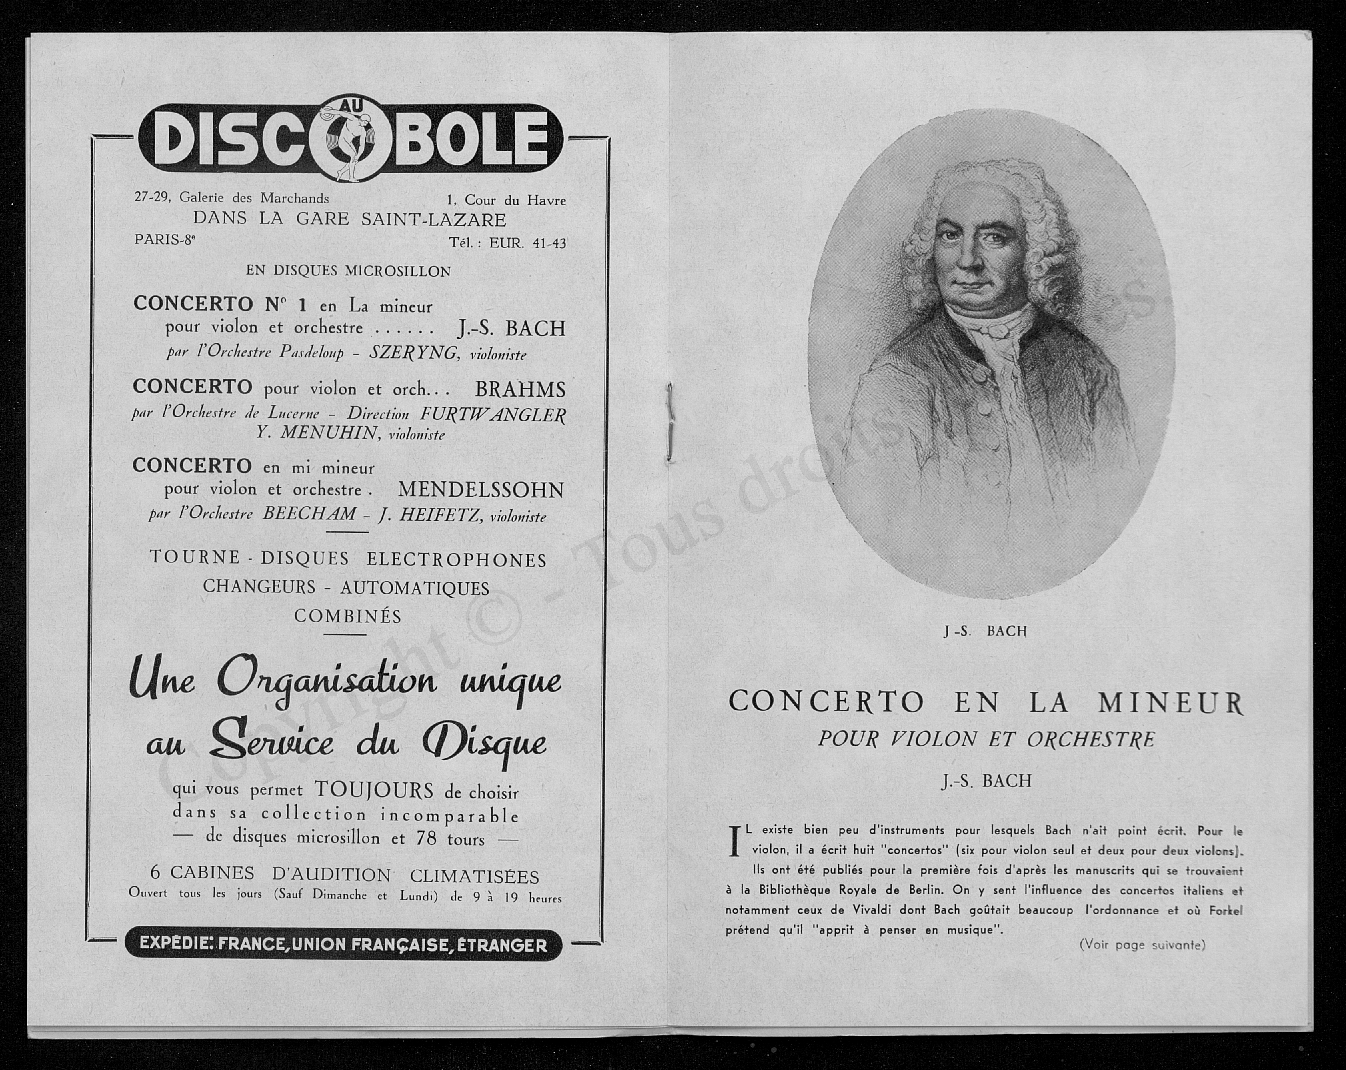 AU
DISCOBOLE
27-29, Galerie des Marchands 1, Cour du Havre
DANS LA GARE SAINT-LAZARE
PARIS-8e Tél. : EUR. 41-43
EN DISQUES MICROSILLON
CONCERTO No 1 en La mineur
pour violon et orchestre . . . . . . J.-S. BACH
par l'Orchestre Pasdeloup - SZERYNG, violoniste
CONCERTO pour violon et orch. . . BRAHMS
par l'Orchestre de Lucerne - Direction FURTWANGLER
Y. MENUHIN, violoniste
CONCERTO en mi mineur
pour violon et orchestre . MENDELSSOHN
par l'Orchestre BEECHAM - J. HEIFETZ, violoniste
TOURNE - DISQUES ELECTROPHONES
CHANGEURS - AUTOMATIQUES
COMBINÉS
Une Organisation unique
au Service du Disque
qui vous permet TOUJOURS de choisir
dans sa collection incomparable
— de disques microsillon et 78 tours —
6 CABINES D'AUDITION CLIMATISÉES
Ouvert tous les jours (Sauf Dimanche et Lundi) de 9 à 19 heures
EXPÉDIE: FRANCE, UNION FRANÇAISE, ÉTRANGER
J-S. BACH
CONCERTO EN LA MINEUR
POUR VIOLON ET ORCHESTRE
J.-S. BACH
IL existe bien peu d'instruments pour lesquels Bach n'ait point écrit. Pour le
violon, il a écrit huit "concertos" (six pour violon seul et deux pour deux violons).
Ils ont été publiés pour la première fois d'après les manuscrits qui se trouvaient
à la Bibliothèque Royale de Berlin. On y sent l'influence des concertos italiens et
notamment ceux de Vivaldi dont Bach goûtait beaucoup l'ordonnance et où Forkel
prétend qu'il "apprit à penser en musique".
(Voir page suivante)
Copyright © - Tous droits